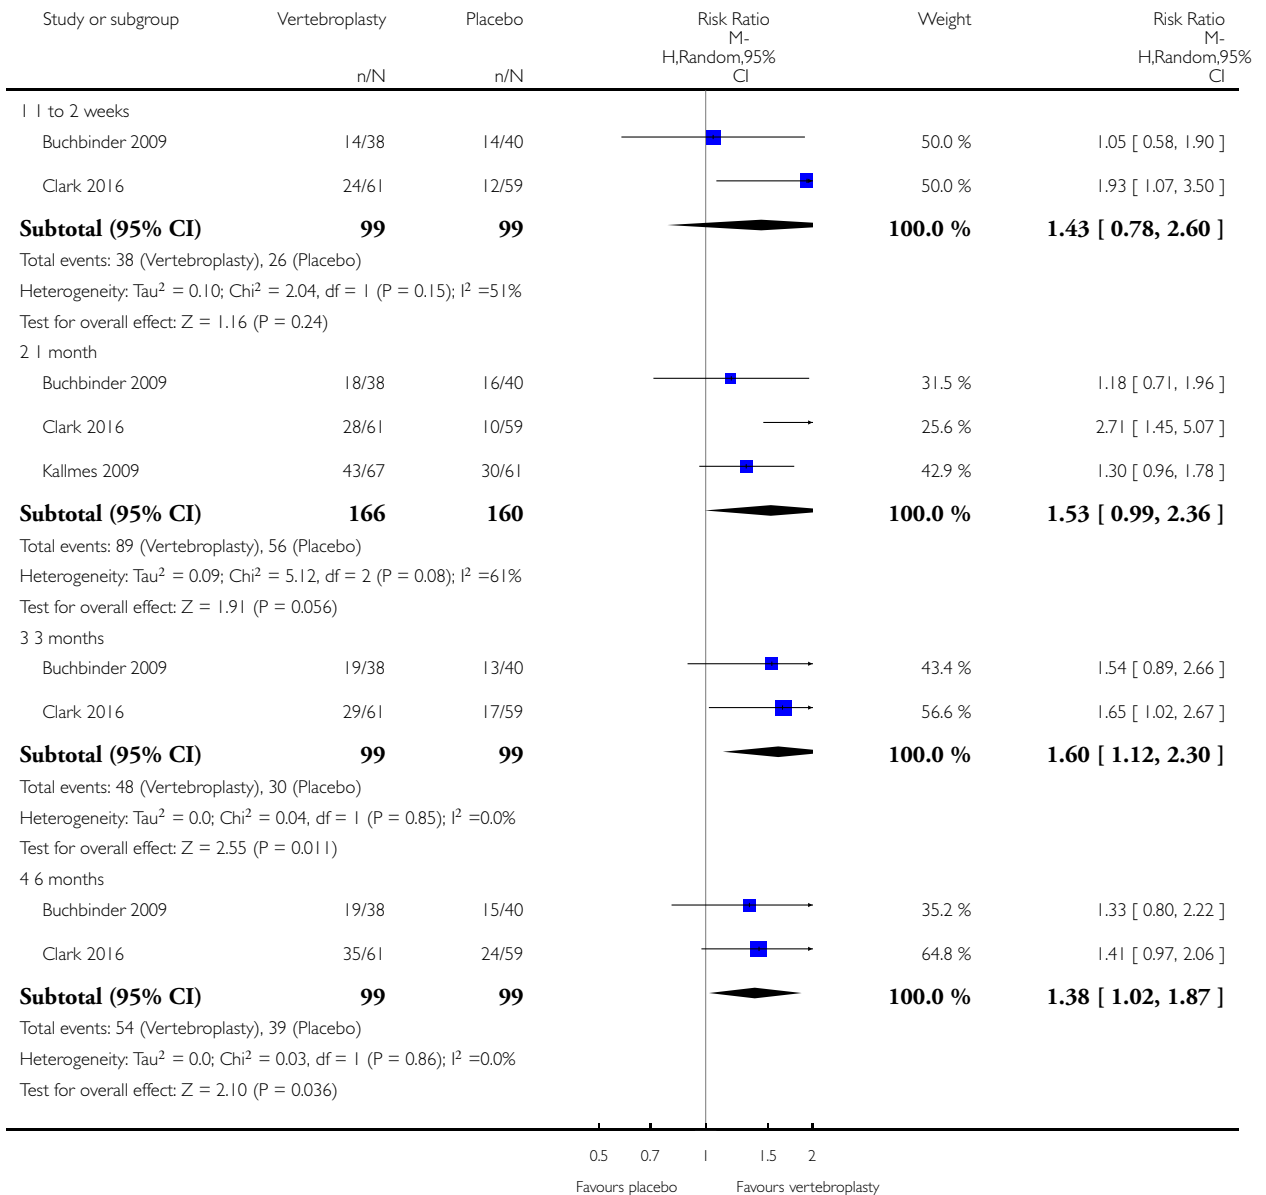 Study or subgroup Vertebroplasty Placebo Risk Ratio Weight Risk Ratio
M- M-
H,Random,95% H,Random,95%
n/N n/N CI CI
1 1 to 2 weeks
Buchbinder 2009 14/38 14/40 50.0 % 1.05 [ 0.58, 1.90 ]
Clark 2016 24/61 12/59 50.0 % 1.93 [ 1.07, 3.50 ]
Subtotal (95% CI) 99 99 100.0 % 1.43 [ 0.78, 2.60 ]
Total events: 38 (Vertebroplasty), 26 (Placebo)
Heterogeneity: Tau² = 0.10; Chi² = 2.04, df = 1 (P = 0.15); I² =51%
Test for overall effect: Z = 1.16 (P = 0.24)
2 1 month
Buchbinder 2009 18/38 16/40 31.5 % 1.18 [ 0.71, 1.96 ]
Clark 2016 28/61 10/59 25.6 % 2.71 [ 1.45, 5.07 ]
Kallmes 2009 43/67 30/61 42.9 % 1.30 [ 0.96, 1.78 ]
Subtotal (95% CI) 166 160 100.0 % 1.53 [ 0.99, 2.36 ]
Total events: 89 (Vertebroplasty), 56 (Placebo)
Heterogeneity: Tau² = 0.09; Chi² = 5.12, df = 2 (P = 0.08); I² =61%
Test for overall effect: Z = 1.91 (P = 0.056)
3 3 months
Buchbinder 2009 19/38 13/40 43.4 % 1.54 [ 0.89, 2.66 ]
Clark 2016 29/61 17/59 56.6 % 1.65 [ 1.02, 2.67 ]
Subtotal (95% CI) 99 99 100.0 % 1.60 [ 1.12, 2.30 ]
Total events: 48 (Vertebroplasty), 30 (Placebo)
Heterogeneity: Tau² = 0.0; Chi² = 0.04, df = 1 (P = 0.85); I² =0.0%
Test for overall effect: Z = 2.55 (P = 0.011)
4 6 months
Buchbinder 2009 19/38 15/40 35.2 % 1.33 [ 0.80, 2.22 ]
Clark 2016 35/61 24/59 64.8 % 1.41 [ 0.97, 2.06 ]
Subtotal (95% CI) 99 99 100.0 % 1.38 [ 1.02, 1.87 ]
Total events: 54 (Vertebroplasty), 39 (Placebo)
Heterogeneity: Tau² = 0.0; Chi² = 0.03, df = 1 (P = 0.86); I² =0.0%
Test for overall effect: Z = 2.10 (P = 0.036)
0.5 0.7 1 1.5 2
Favours placebo Favours vertebroplasty